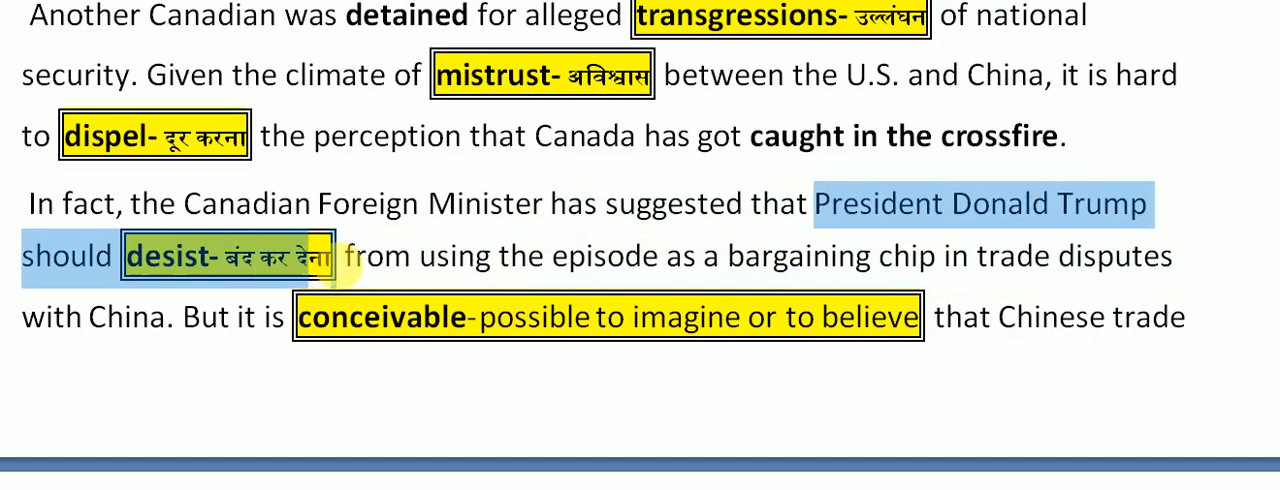 Another Canadian was detained for alleged transgressions- उल्लंघन of national
security. Given the climate of mistrust- अविश्वास between the U.S. and China, it is hard
to dispel- दूर करना the perception that Canada has got caught in the crossfire.
In fact, the Canadian Foreign Minister has suggested that President Donald Trump
should desist- बंद कर देना from using the episode as a bargaining chip in trade disputes
with China. But it is conceivable-possible to imagine or to believe that Chinese trade